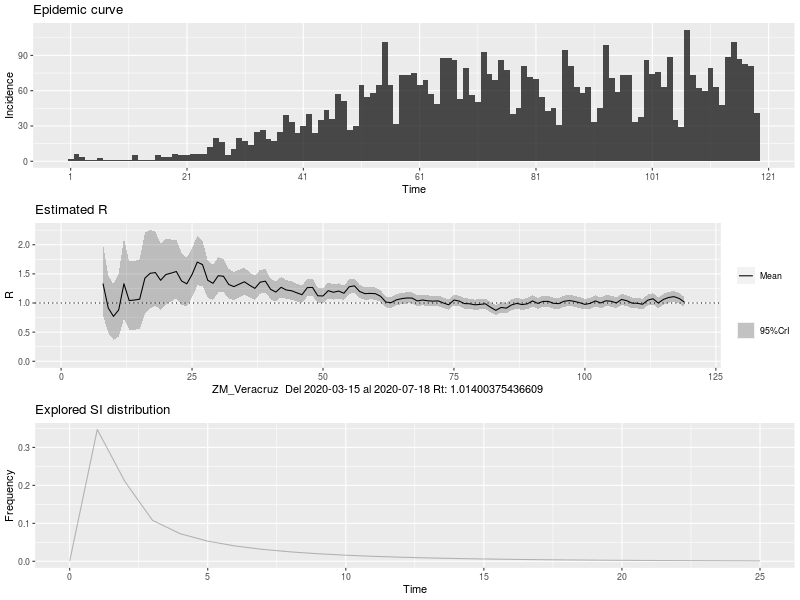 Epidemic curve
90
60
30
0
Incidence
1 21 41 61 81 101 121
Time
Estimated R
2.0
1.5
1.0
0.5
0.0
R
0 25 50 75 100 125
ZM_Veracruz Del 2020-03-15 al 2020-07-18 Rt: 1.01400375436609
Mean
95%CrI
Explored SI distribution
0.3
0.2
0.1
0.0
Frequency
0 5 10 15 20 25
Time